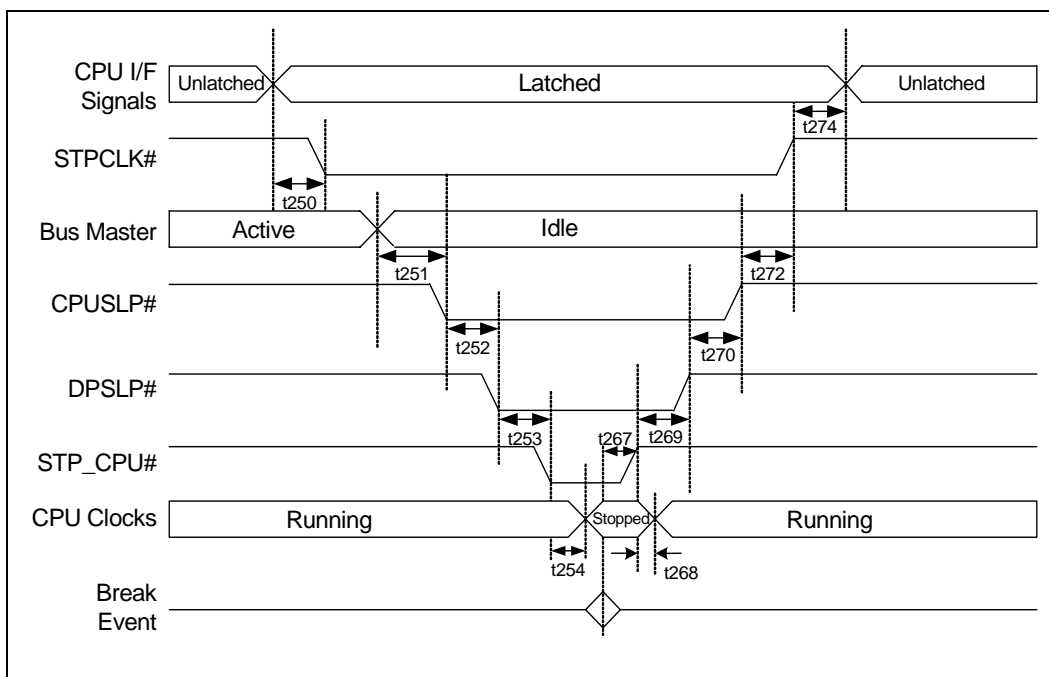 CPU I/F
Signals
Unlatched
Latched
Unlatched
t274
STPCLK#
t250
Bus Master
Active
Idle
t251
t272
CPUSLP#
t252
t270
DPSLP#
t253
t267
t269
STP_CPU#
CPU Clocks
Running
Stopped
Running
t254
t268
Break
Event